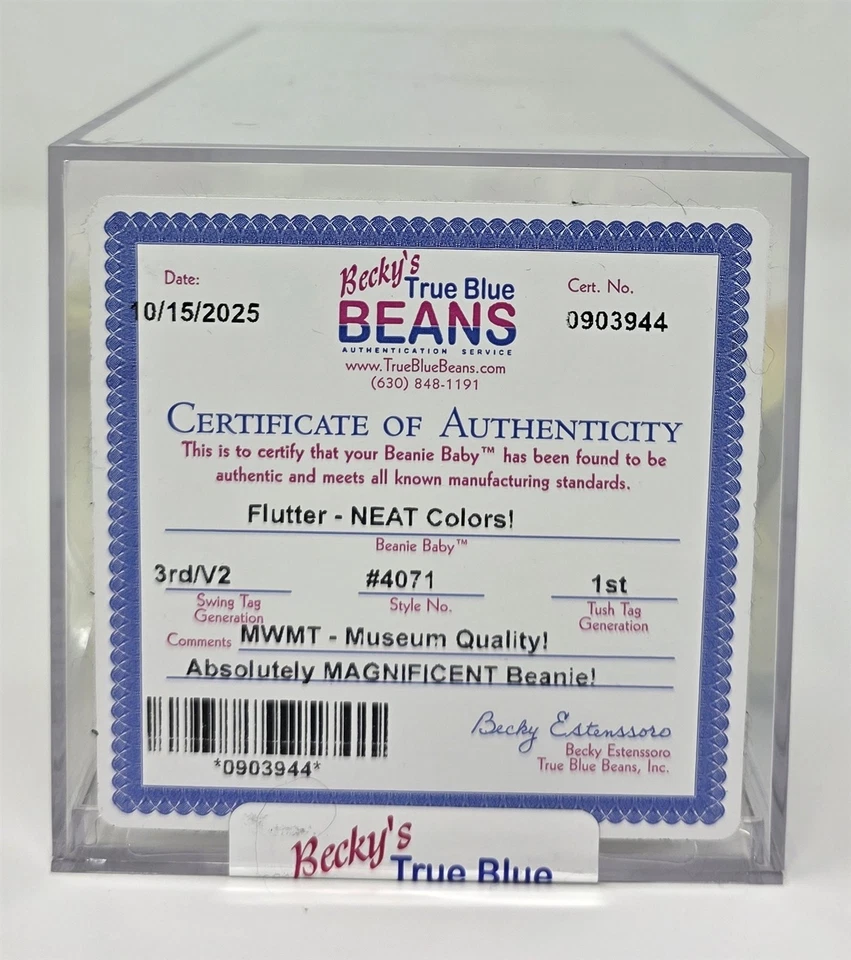 Date:
10/15/2025
Becky's
True Blue
BEANS
AUTHENTICATION SERVICE
www.TrueBlueBeans.com
(630) 848-1191
Cert. No.
0903944
CERTIFICATE OF AUTHENTICITY
This is to certify that your Beanie Baby™ has been found to be
authentic and meets all known manufacturing standards.
Flutter - NEAT Colors!
Beanie Baby™
3rd/V2
Swing Tag
Generation
#4071
Style No.
1st
Tush Tag
Generation
Comments MWMT - Museum Quality!
Absolutely MAGNIFICENT Beanie!
*0903944*
Becky Estenssoro
Becky Estenssoro
True Blue Beans, Inc.
Becky's
True Blue